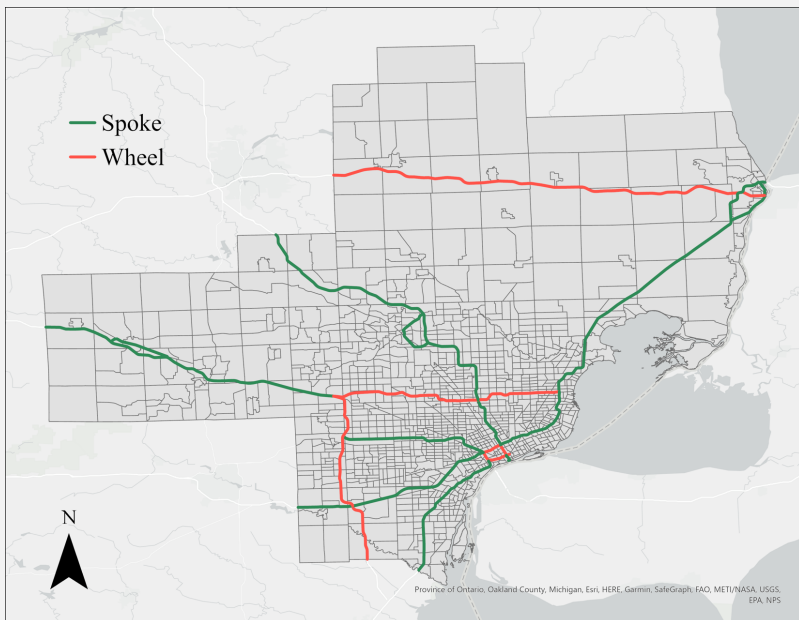 Spoke
Wheel
N
Province of Ontario, Oakland County, Michigan, Esri, HERE, Garmin, SafeGraph, FAO, METI/NASA, USGS,
EPA, NPS